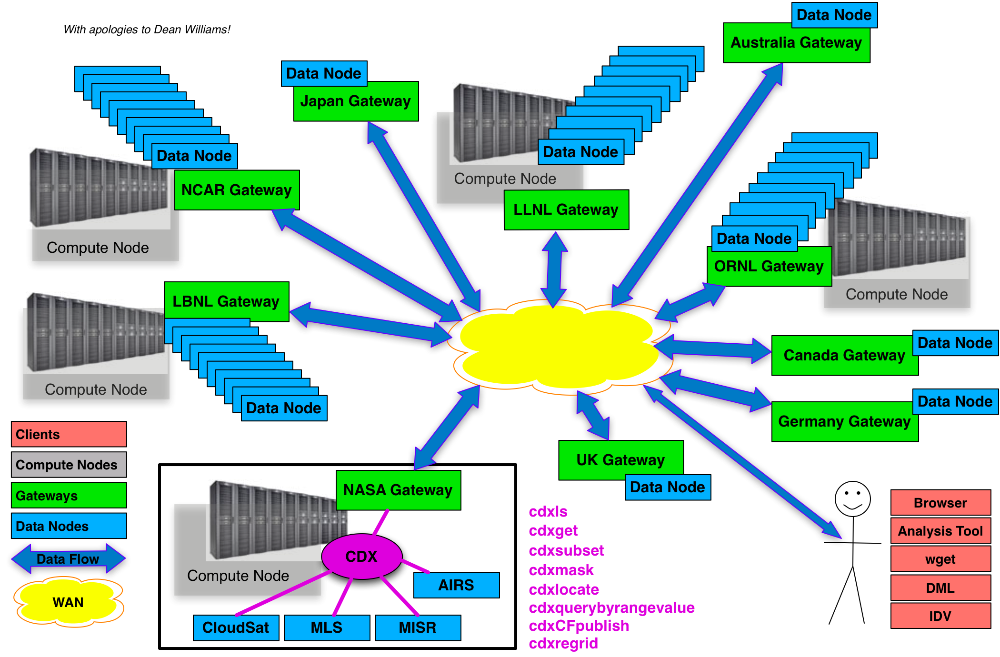 With apologies to Dean Williams!
Data Node
Australia Gateway
Data Node
Japan Gateway
Data Node
Compute Node
LLNL Gateway
Data Node
NCAR Gateway
Compute Node
Data Node
ORNL Gateway
Compute Node
LBNL Gateway
Compute Node
Data Node
Canada Gateway
Data Node
Germany Gateway
Data Node
UK Gateway
Data Node
Clients
Compute Nodes
Gateways
Data Nodes
Data Flow
WAN
NASA Gateway
CDX
Compute Node
AIRS
CloudSat
MLS
MISR
cdxls
cdxget
cdxsubset
cdxmask
cdxlocate
cdxquerybyrangevalue
cdxCFpublish
cdxregrid
Browser
Analysis Tool
wget
DML
IDV